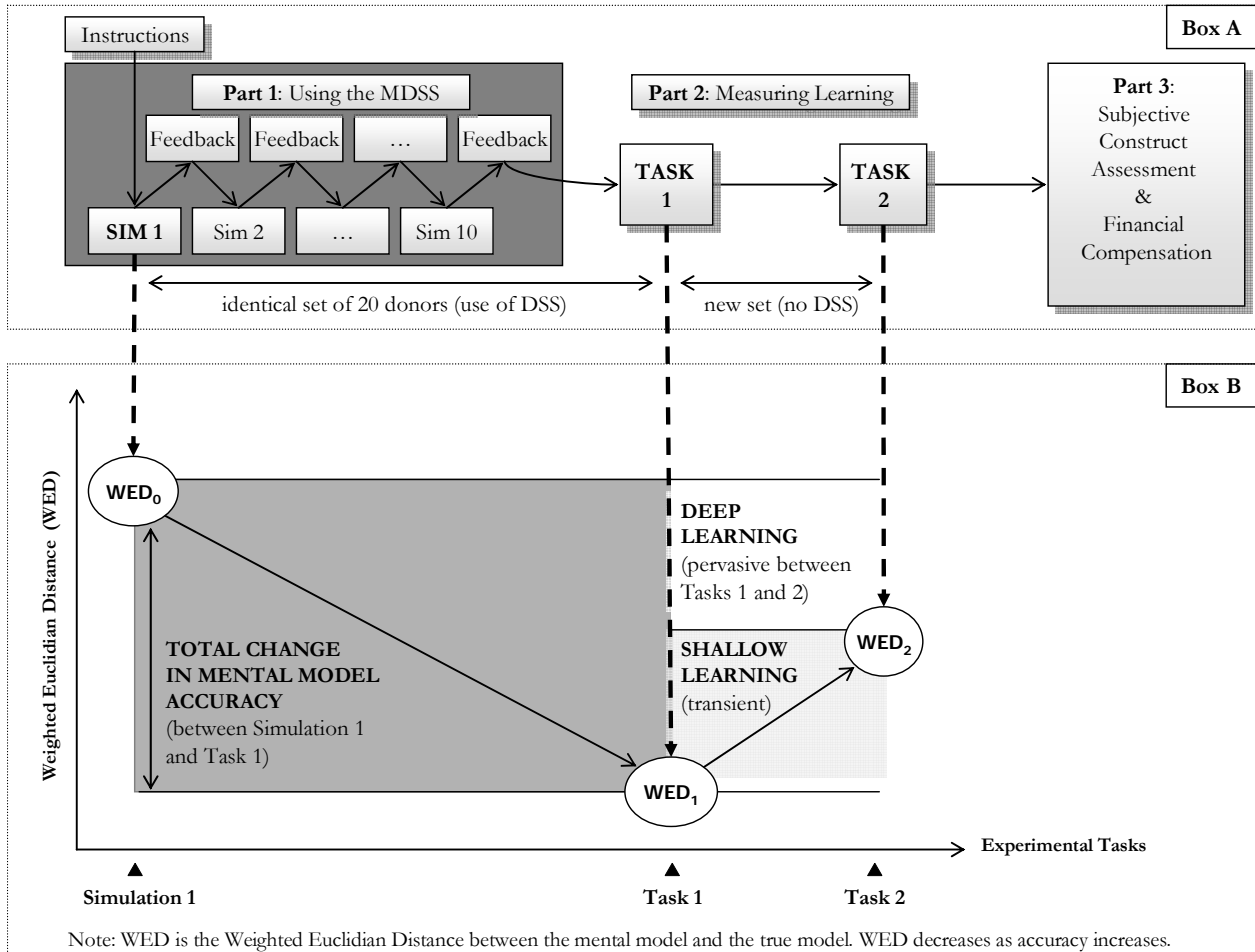 Box A
Instructions
Part 1: Using the MDSS
Feedback
Feedback
…
Feedback
SIM 1
Sim 2
…
Sim 10
Part 2: Measuring Learning
TASK
1
TASK
2
Part 3:
Subjective
Construct
Assessment
&
Financial
Compensation
identical set of 20 donors (use of DSS)
new set (no DSS)
Box B
Weighted Euclidian Distance (WED)
WED0
TOTAL CHANGE
IN MENTAL MODEL
ACCURACY
(between Simulation 1
and Task 1)
DEEP
LEARNING
(pervasive between
Tasks 1 and 2)
SHALLOW
LEARNING
(transient)
WED2
WED1
Experimental Tasks
Simulation 1
Task 1
Task 2
Note: WED is the Weighted Euclidian Distance between the mental model and the true model. WED decreases as accuracy increases.